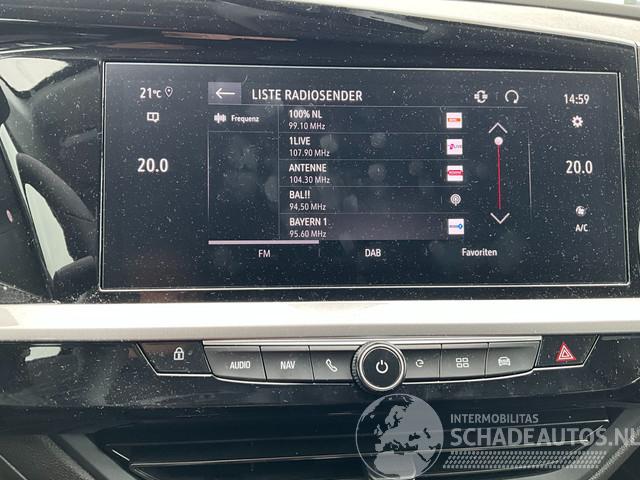 21°C
LISTE RADIOSENDER
14:59
Frequenz
100% NL
99.10 MHz
1LIVE
107.90 MHz
ANTENNE
104.30 MHz
BAL!!
94,50 MHz
BAYERN 1
95.60 MHz
20.0
20.0
A/C
FM DAB Favoriten
AUDIO NAV
INTERMOBILITAS
SCHADEAUTOS.NL